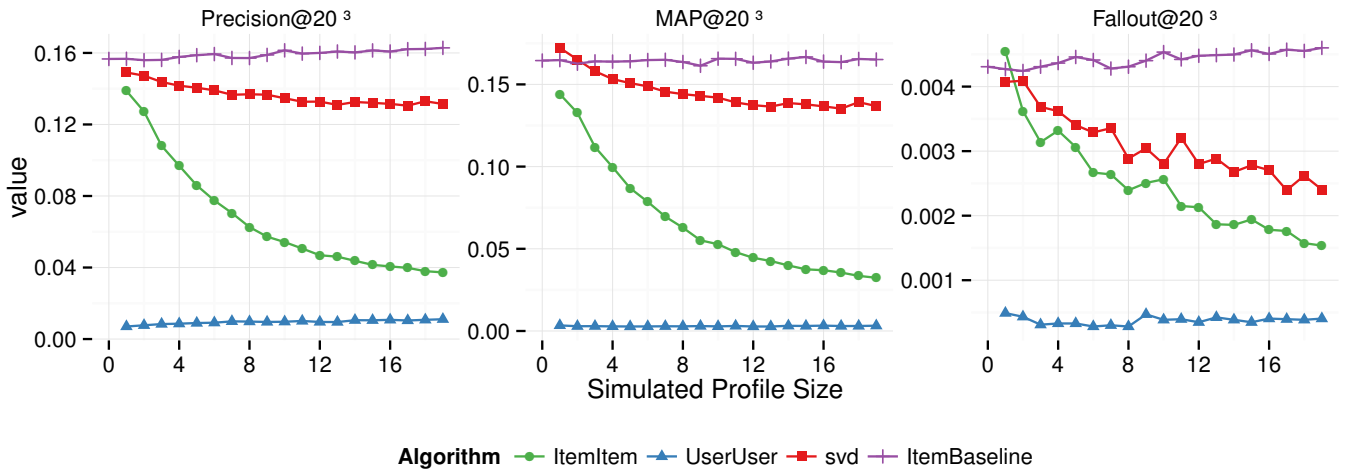 Precision@20 ³
MAP@20 ³
Fallout@20 ³
value
0.16
0.12
0.08
0.04
0.00
0.15
0.10
0.05
0.00
0.004
0.003
0.002
0.001
0 4 8 12 16
0 4 8 12 16
0 4 8 12 16
Simulated Profile Size
Algorithm ItemItem UserUser svd ItemBaseline